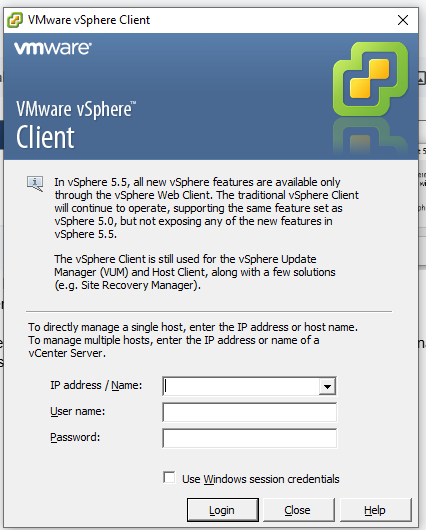 VMware vSphere Client
vmware®
VMware vSphere™
Client
In vSphere 5.5, all new vSphere features are available only
through the vSphere Web Client. The traditional vSphere Client
will continue to operate, supporting the same feature set as
vSphere 5.0, but not exposing any of the new features in
vSphere 5.5.
The vSphere Client is still used for the vSphere Update
Manager (VUM) and Host Client, along with a few solutions
(e.g. Site Recovery Manager).
To directly manage a single host, enter the IP address or host name.
To manage multiple hosts, enter the IP address or name of a
vCenter Server.
IP address / Name:
User name:
Password:
Use Windows session credentials
Login
Close
Help